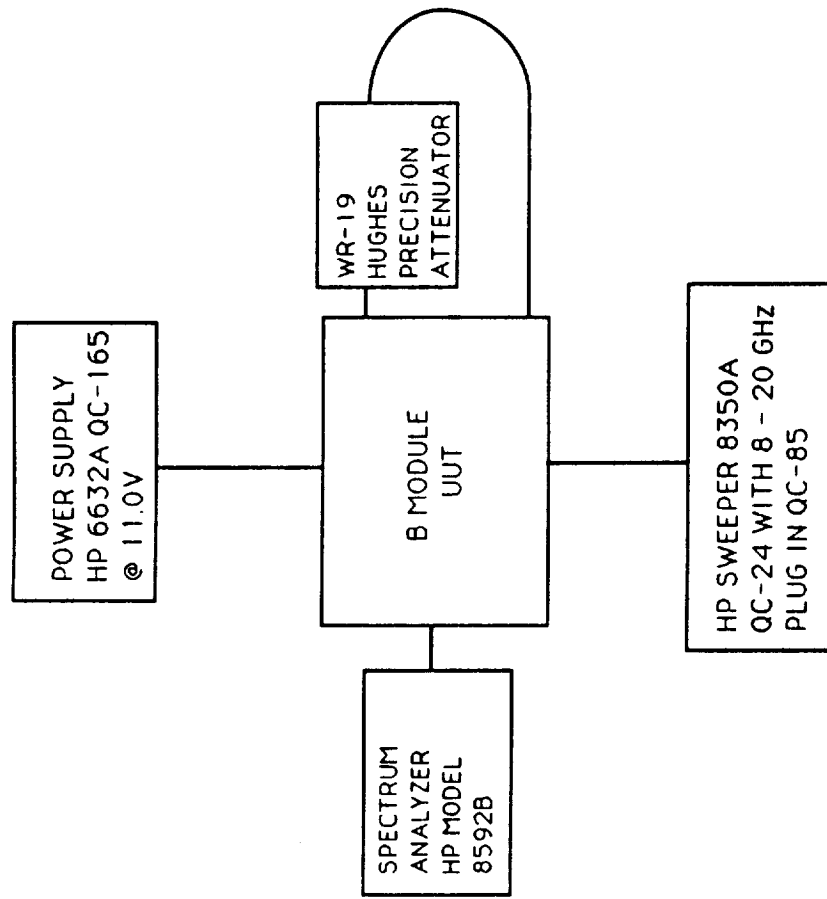 POWER SUPPLY
HP 6632A QC-165
@ 11.0V
WR-19
HUGHES
PRECISION
ATTENUATOR
B MODULE
UUT
SPECTRUM
ANALYZER
HP MODEL
8592B
HP SWEEPER 8350A
QC-24 WITH 8 - 20 GHz
PLUG IN QC-85